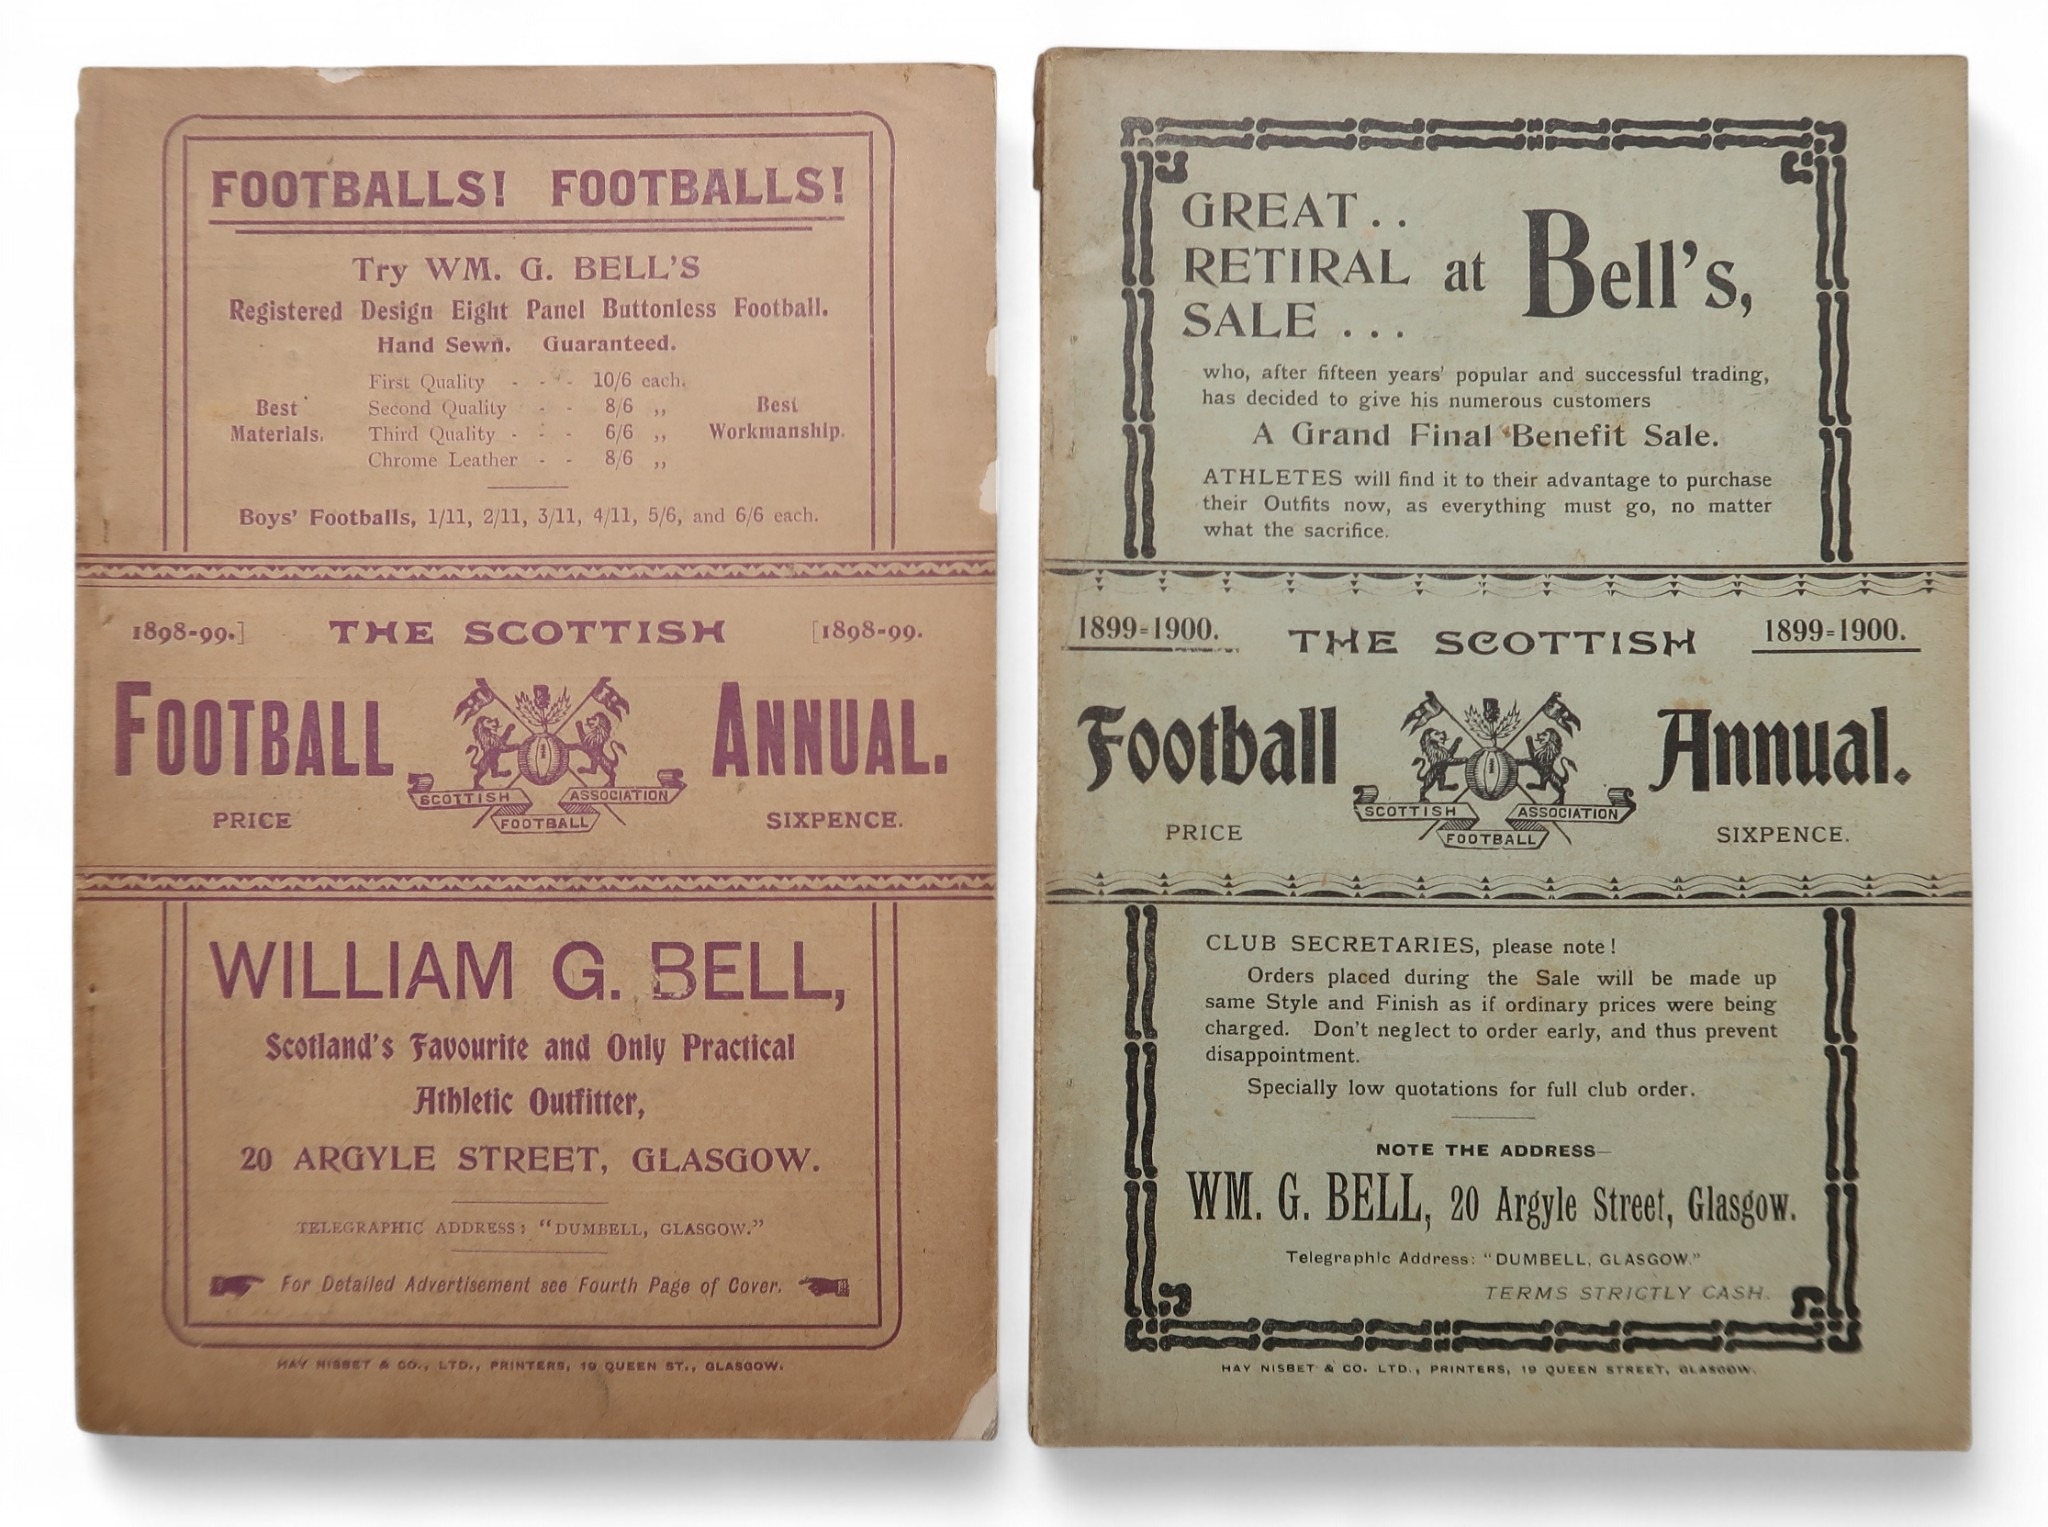 FOOTBALLS! FOOTBALLS!
Try WM. G. BELL'S
Registered Design Eight Panel Buttonless Football.
Hand Sewn. Guaranteed.
First Quality - - - 10/6 each.
Best Materials.
Second Quality - - 8/6 ,,
Third Quality - - - 6/6 ,,
Chrome Leather - - 8/6 ,,
Best Workmanship.
Boys' Footballs, 1/11, 2/11, 3/11, 4/11, 5/6, and 6/6 each.
1898-99.] THE SCOTTISH [1898-99.
FOOTBALL ANNUAL.
SCOTTISH FOOTBALL ASSOCIATION
PRICE SIXPENCE.
WILLIAM G. BELL,
Scotland's Favourite and Only Practical
Athletic Outfitter,
20 ARGYLE STREET, GLASGOW.
TELEGRAPHIC ADDRESS: "DUMBELL, GLASGOW."
For Detailed Advertisement see Fourth Page of Cover.
HAY NISBET & CO., LTD., PRINTERS, 19 QUEEN ST., GLASGOW.
GREAT . .
RETIRAL at Bell's,
SALE . . .
who, after fifteen years' popular and successful trading,
has decided to give his numerous customers
A Grand Final Benefit Sale.
ATHLETES will find it to their advantage to purchase
their Outfits now, as everything must go, no matter
what the sacrifice.
1899=1900. THE SCOTTISH 1899=1900.
Football Annual.
SCOTTISH FOOTBALL ASSOCIATION
PRICE SIXPENCE.
CLUB SECRETARIES, please note!
Orders placed during the Sale will be made up
same Style and Finish as if ordinary prices were being
charged. Don't neglect to order early, and thus prevent
disappointment.
Specially low quotations for full club order.
NOTE THE ADDRESS—
WM. G. BELL, 20 Argyle Street, Glasgow.
Telegraphic Address: "DUMBELL, GLASGOW."
TERMS STRICTLY CASH.
HAY NISBET & CO. LTD., PRINTERS, 19 QUEEN STREET, GLASGOW.